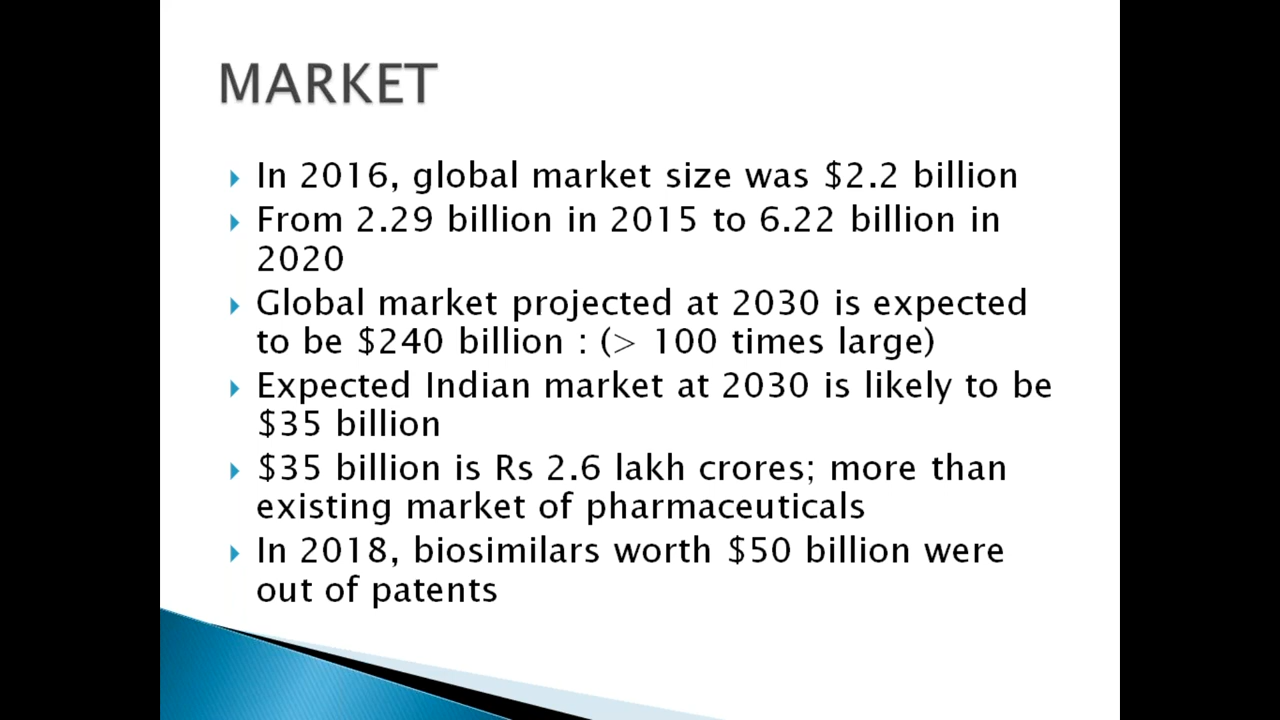 MARKET
In 2016, global market size was $2.2 billion
From 2.29 billion in 2015 to 6.22 billion in
2020
Global market projected at 2030 is expected
to be $240 billion : (> 100 times large)
Expected Indian market at 2030 is likely to be
$35 billion
$35 billion is Rs 2.6 lakh crores; more than
existing market of pharmaceuticals
In 2018, biosimilars worth $50 billion were
out of patents